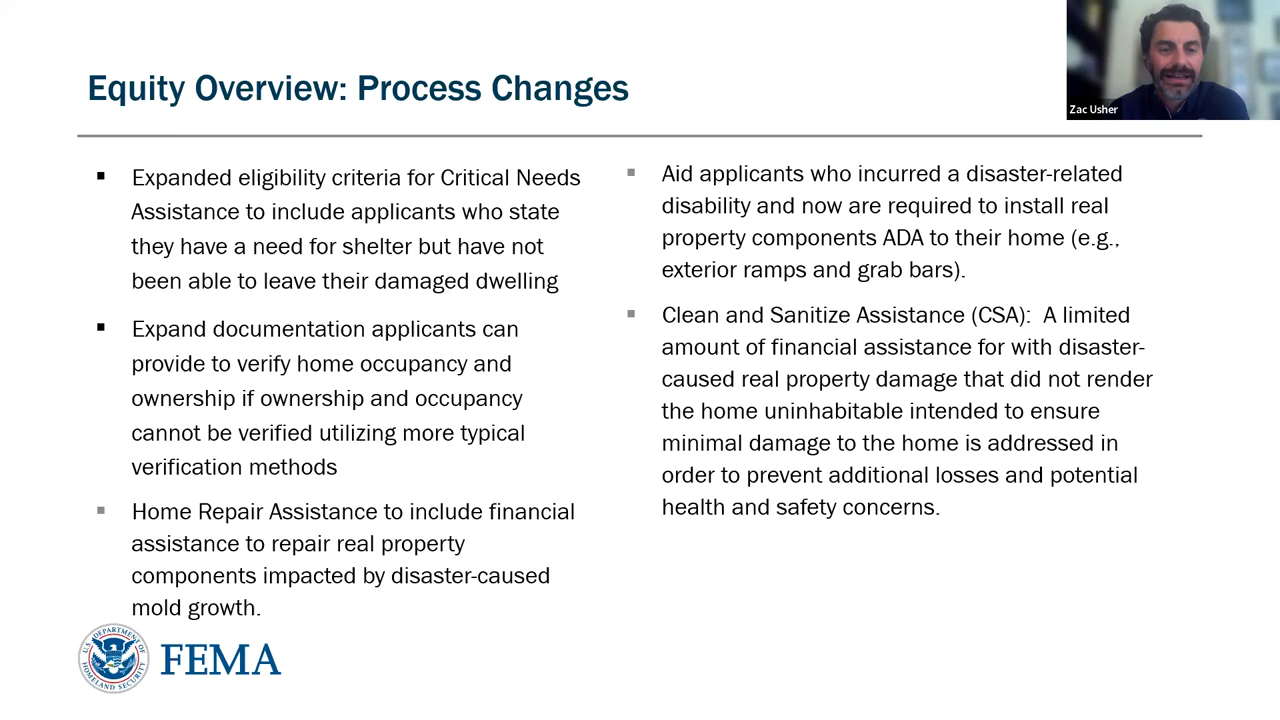 Equity Overview: Process Changes
Zac Usher
▪ Expanded eligibility criteria for Critical Needs
Assistance to include applicants who state
they have a need for shelter but have not
been able to leave their damaged dwelling
▪ Expand documentation applicants can
provide to verify home occupancy and
ownership if ownership and occupancy
cannot be verified utilizing more typical
verification methods
▪ Home Repair Assistance to include financial
assistance to repair real property
components impacted by disaster-caused
mold growth.
▪ Aid applicants who incurred a disaster-related
disability and now are required to install real
property components ADA to their home (e.g.,
exterior ramps and grab bars).
▪ Clean and Sanitize Assistance (CSA):  A limited
amount of financial assistance for with disaster-
caused real property damage that did not render
the home uninhabitable intended to ensure
minimal damage to the home is addressed in
order to prevent additional losses and potential
health and safety concerns.
U.S. DEPARTMENT OF
HOMELAND SECURITY
FEMA